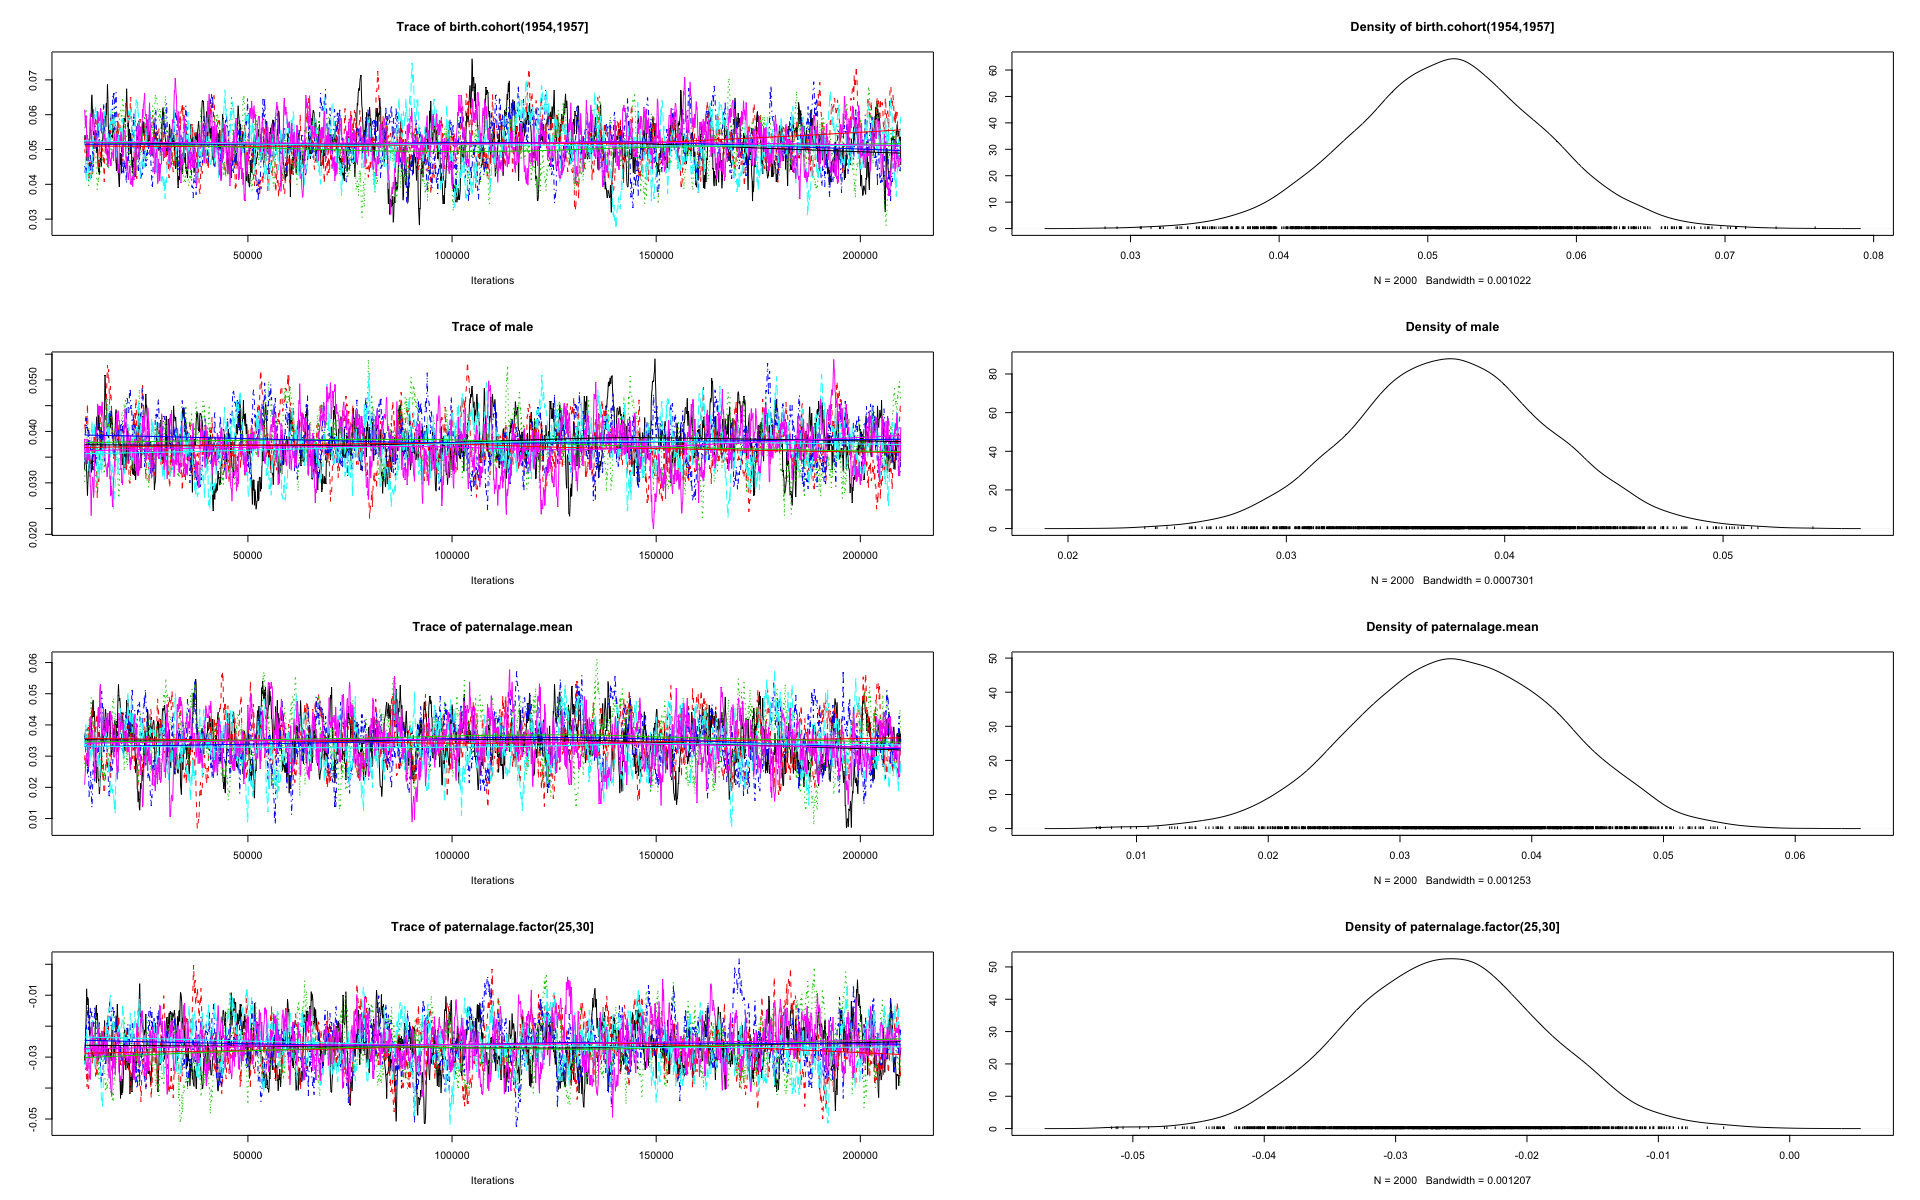 Trace of birth.cohort(1954,1957]
0.03 0.04 0.05 0.06 0.07
50000 100000 150000 200000
Iterations
Density of birth.cohort(1954,1957]
0 10 20 30 40 50 60
0.03 0.04 0.05 0.06 0.07 0.08
N = 2000 Bandwidth = 0.001022
Trace of male
0.020 0.030 0.040 0.050
50000 100000 150000 200000
Iterations
Density of male
0 20 40 60 80
0.02 0.03 0.04 0.05
N = 2000 Bandwidth = 0.0007301
Trace of paternalage.mean
0.01 0.02 0.03 0.04 0.05 0.06
50000 100000 150000 200000
Iterations
Density of paternalage.mean
0 10 20 30 40 50
0.01 0.02 0.03 0.04 0.05 0.06
N = 2000 Bandwidth = 0.001253
Trace of paternalage.factor(25,30]
-0.05 -0.03 -0.01
50000 100000 150000 200000
Iterations
Density of paternalage.factor(25,30]
0 10 20 30 40 50
-0.05 -0.04 -0.03 -0.02 -0.01 0.00
N = 2000 Bandwidth = 0.001207